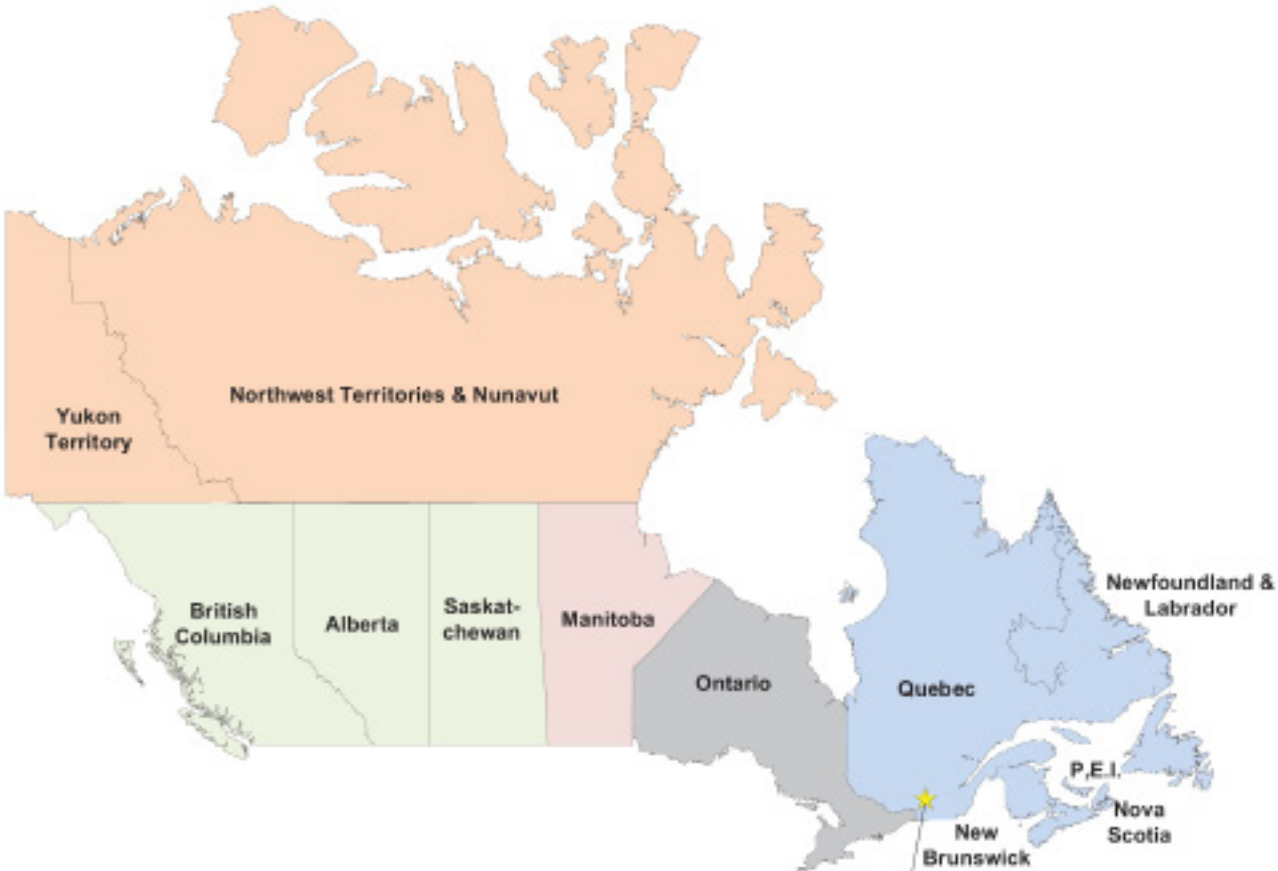 Northwest Territories & Nunavut
Yukon
Territory
British
Columbia
Alberta
Saskat-
chewan
Manitoba
Ontario
Quebec
Newfoundland &
Labrador
P,E.I.
Nova
Scotia
New
Brunswick